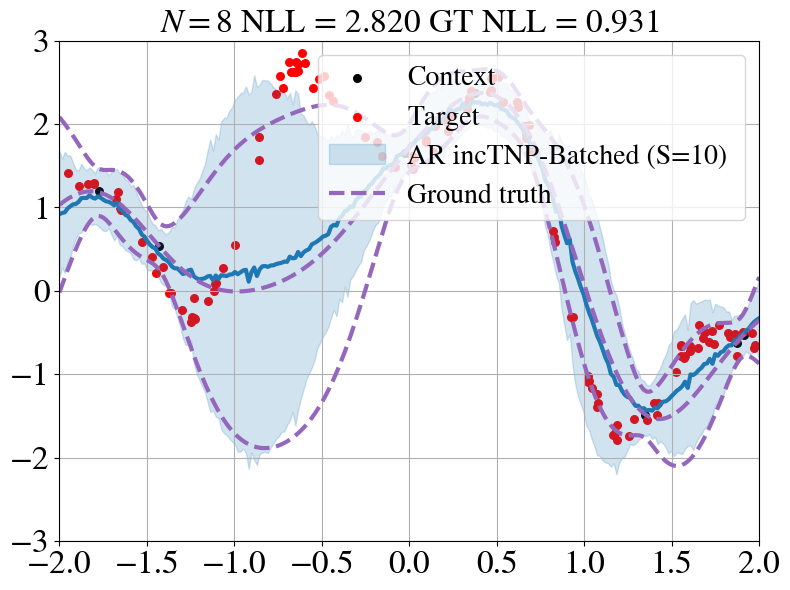 N = 8 NLL = 2.820 GT NLL = 0.931
Context
Target
AR incTNP-Batched (S=10)
Ground truth
3
2
1
0
−1
−2
−3
−2.0 −1.5 −1.0 −0.5 0.0 0.5 1.0 1.5 2.0